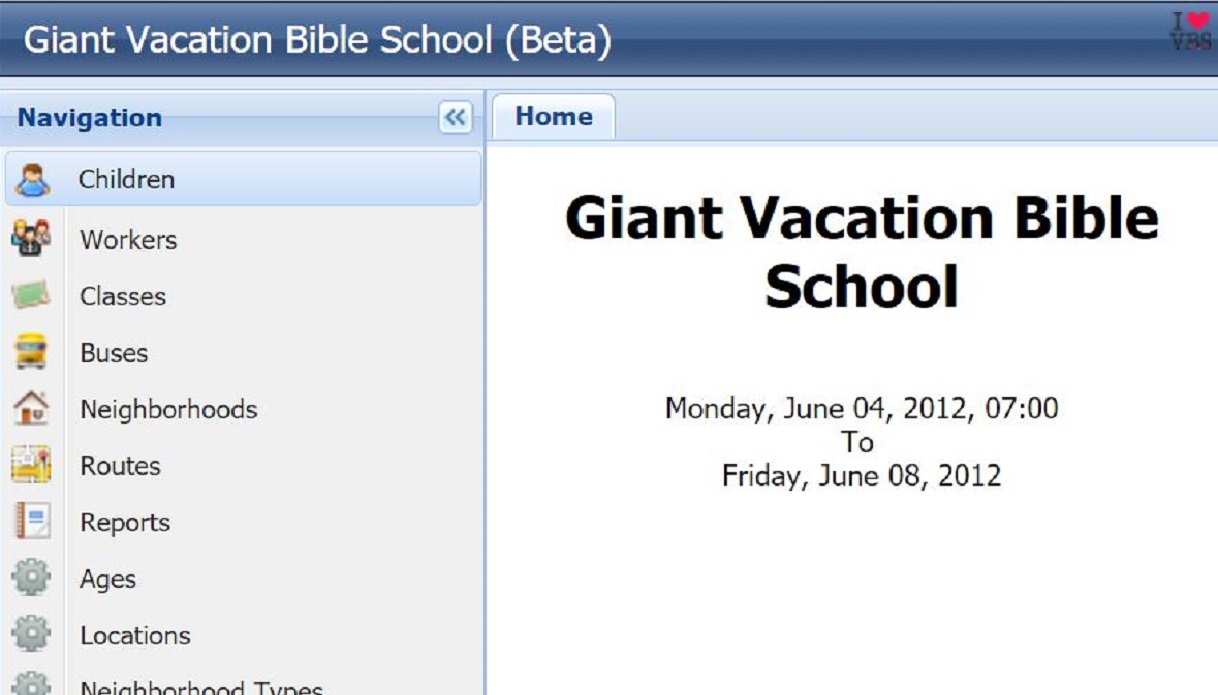 Giant Vacation Bible School (Beta)
I ❤ VBS
Navigation
Home
Children
Workers
Classes
Buses
Neighborhoods
Routes
Reports
Ages
Locations
Neighborhood Types
Giant Vacation Bible
School
Monday, June 04, 2012, 07:00
To
Friday, June 08, 2012